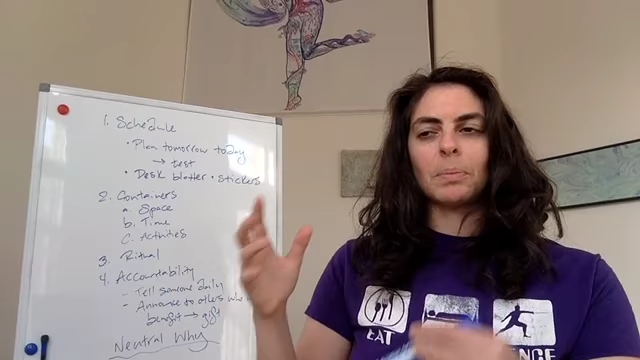 1. Schedule
• Plan tomorrow today
→ test
• Desk blotter • stickers
2. Containers
a. Space
b. Time
c. Activities
3. Ritual
4. Accountability
- Tell someone daily
- Announce to others who
benefit → gift
Neutral Why
EAT